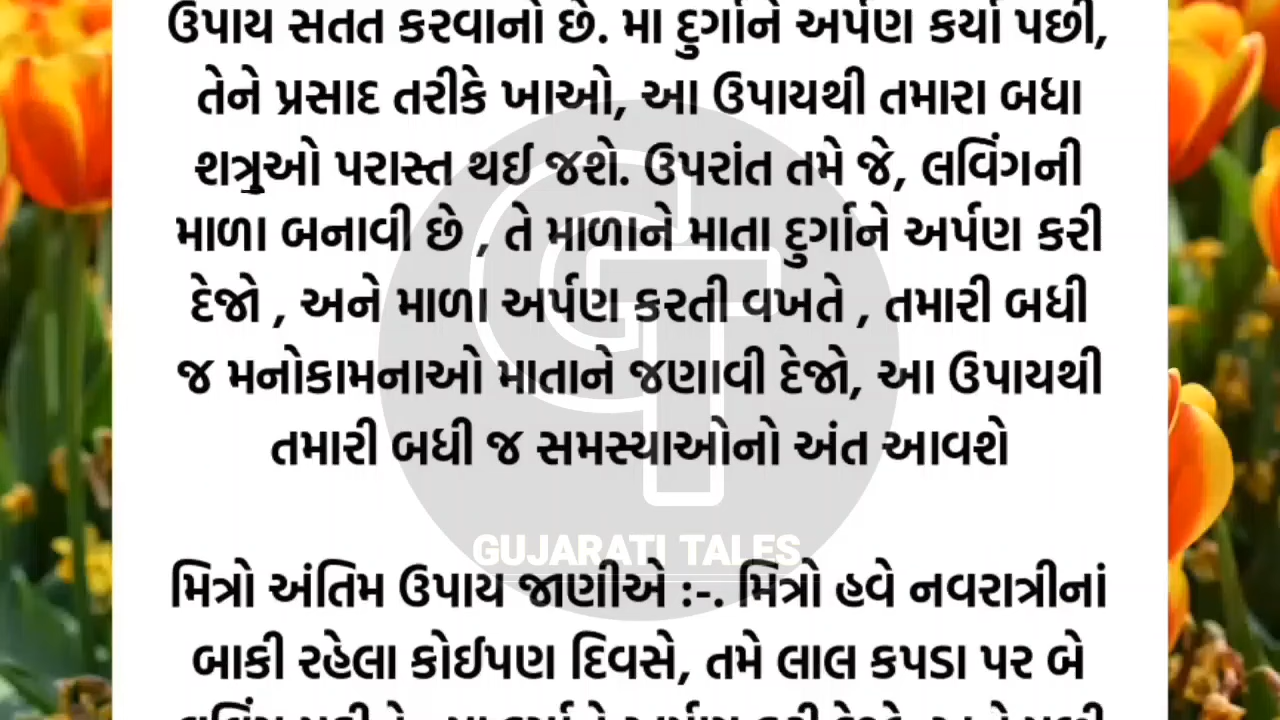 ઉપાય સતત કરવાનો છે. મા દુર્ગાને અર્પણ કર્યા પછી,
તેને પ્રસાદ તરીકે ખાઓ, આ ઉપાયથી તમારા બધા
શત્રુઓ પરાસ્ત થઈ જશે. ઉપરાંત તમે જે, લવિંગની
માળા બનાવી છે , તે માળાને માતા દુર્ગાને અર્પણ કરી
દેજો , અને માળા અર્પણ કરતી વખતે , તમારી બધી
જ મનોકામનાઓ માતાને જણાવી દેજો, આ ઉપાયથી
તમારી બધી જ સમસ્યાઓનો અંત આવશે
GUJARATI TALES
મિત્રો અંતિમ ઉપાય જાણીએ :-. મિત્રો હવે નવરાત્રીનાં
બાકી રહેલા કોઈપણ દિવસે, તમે લાલ કપડા પર બે